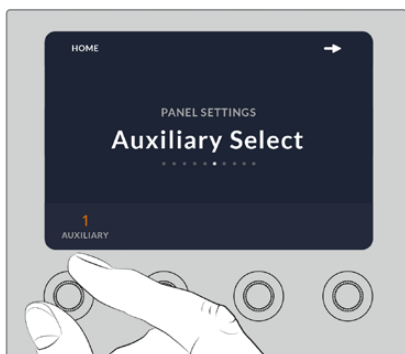 HOME
PANEL SETTINGS
Auxiliary Select
1
AUXILIARY